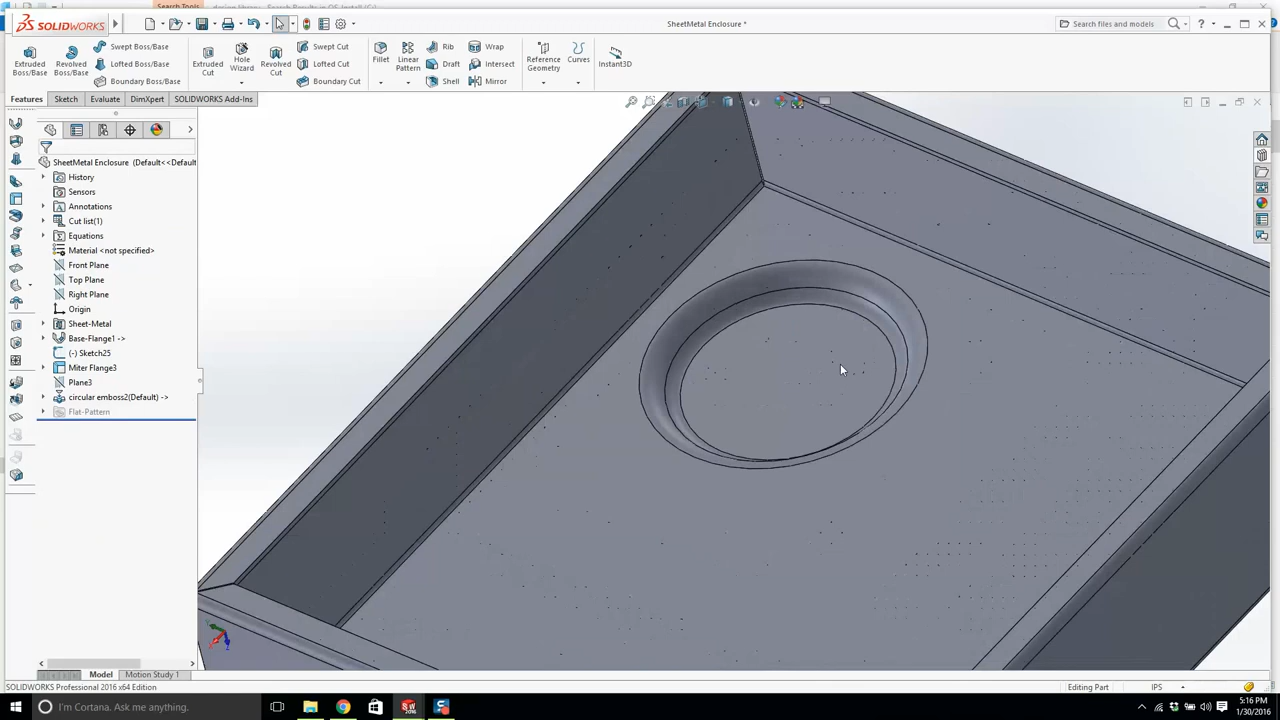 Search Tools
SOLIDWORKS
SheetMetal Enclosure *
Search files and models
Extruded Boss/Base
Revolved Boss/Base
Swept Boss/Base
Lofted Boss/Base
Boundary Boss/Base
Extruded Cut
Hole Wizard
Revolved Cut
Swept Cut
Lofted Cut
Boundary Cut
Fillet
Linear Pattern
Rib
Draft
Shell
Wrap
Intersect
Mirror
Reference Geometry
Curves
Instant3D
Features
Sketch
Evaluate
DimXpert
SOLIDWORKS Add-Ins
SheetMetal Enclosure (Default<<Default
History
Sensors
Annotations
Cut list(1)
Equations
Material <not specified>
Front Plane
Top Plane
Right Plane
Origin
Sheet-Metal
Base-Flange1 ->
(-) Sketch25
Miter Flange3
Plane3
circular emboss2(Default) ->
Flat-Pattern
Model
Motion Study 1
SOLIDWORKS Professional 2016 x64 Edition
Editing Part
IPS
I'm Cortana. Ask me anything.
5:16 PM
1/30/2016